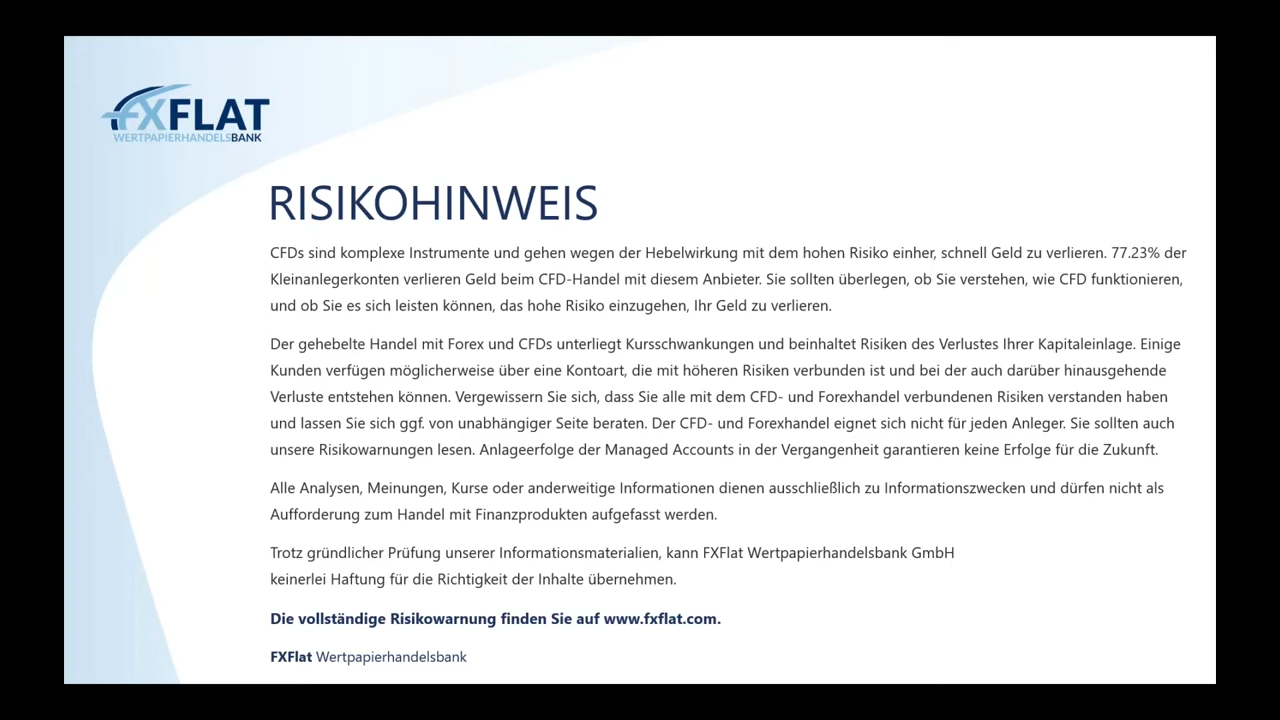 FXFLAT
WERTPAPIERHANDELSBANK
RISIKOHINWEIS
CFDs sind komplexe Instrumente und gehen wegen der Hebelwirkung mit dem hohen Risiko einher, schnell Geld zu verlieren. 77.23% der
Kleinanlegerkonten verlieren Geld beim CFD-Handel mit diesem Anbieter. Sie sollten überlegen, ob Sie verstehen, wie CFD funktionieren,
und ob Sie es sich leisten können, das hohe Risiko einzugehen, Ihr Geld zu verlieren.
Der gehebelte Handel mit Forex und CFDs unterliegt Kursschwankungen und beinhaltet Risiken des Verlustes Ihrer Kapitaleinlage. Einige
Kunden verfügen möglicherweise über eine Kontoart, die mit höheren Risiken verbunden ist und bei der auch darüber hinausgehende
Verluste entstehen können. Vergewissern Sie sich, dass Sie alle mit dem CFD- und Forexhandel verbundenen Risiken verstanden haben
und lassen Sie sich ggf. von unabhängiger Seite beraten. Der CFD- und Forexhandel eignet sich nicht für jeden Anleger. Sie sollten auch
unsere Risikowarnungen lesen. Anlageerfolge der Managed Accounts in der Vergangenheit garantieren keine Erfolge für die Zukunft.
Alle Analysen, Meinungen, Kurse oder anderweitige Informationen dienen ausschließlich zu Informationszwecken und dürfen nicht als
Aufforderung zum Handel mit Finanzprodukten aufgefasst werden.
Trotz gründlicher Prüfung unserer Informationsmaterialien, kann FXFlat Wertpapierhandelsbank GmbH
keinerlei Haftung für die Richtigkeit der Inhalte übernehmen.
Die vollständige Risikowarnung finden Sie auf www.fxflat.com.
FXFlat Wertpapierhandelsbank